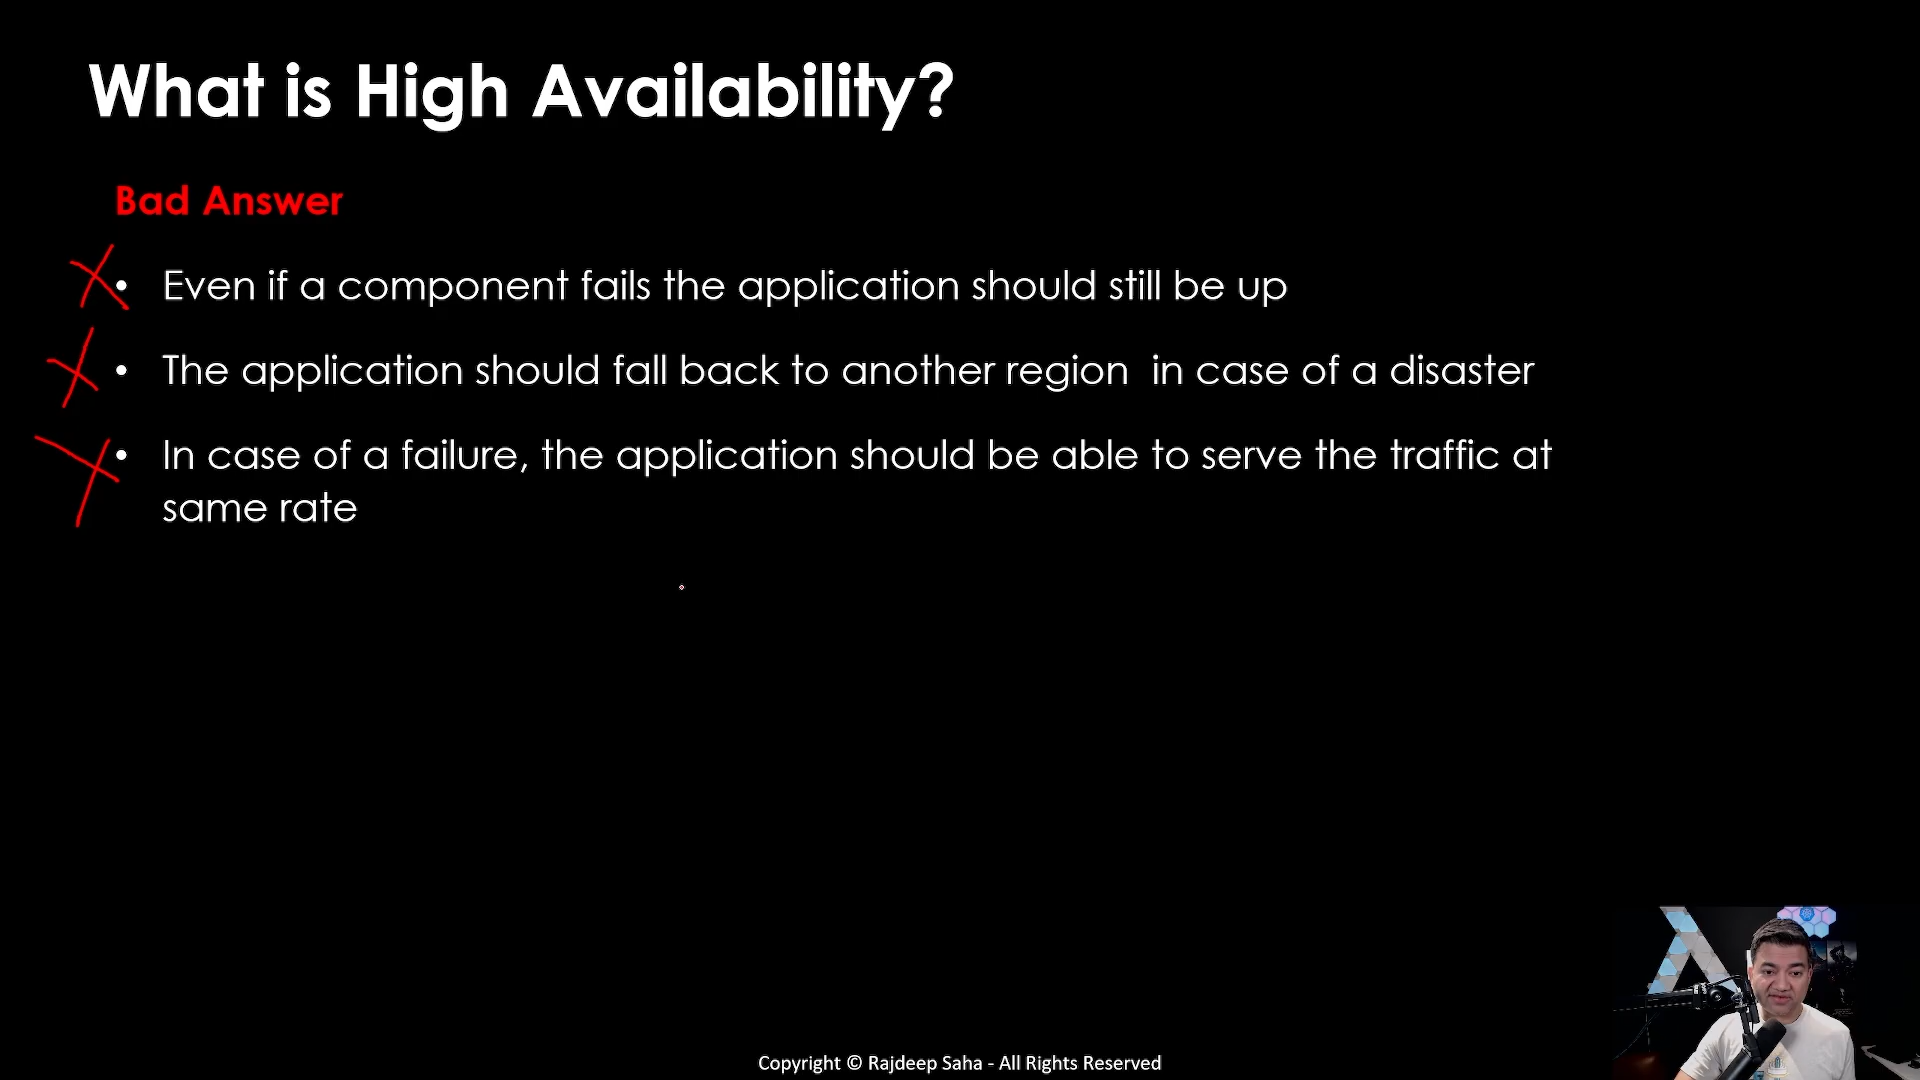 What is High Availability?
Bad Answer
• Even if a component fails the application should still be up
• The application should fall back to another region  in case of a disaster
• In case of a failure, the application should be able to serve the traffic at
same rate
Copyright © Rajdeep Saha - All Rights Reserved